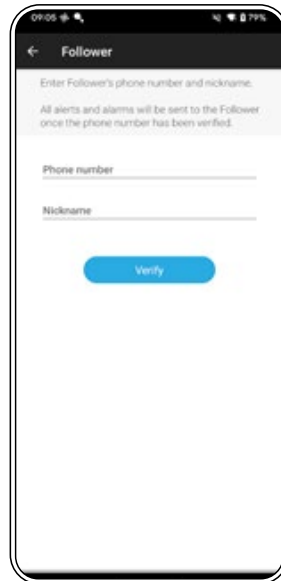 09:05 79%
← Follower
Enter Follower's phone number and nickname.
All alerts and alarms will be sent to the Follower
once the phone number has been verified.
Phone number
Nickname
Verify